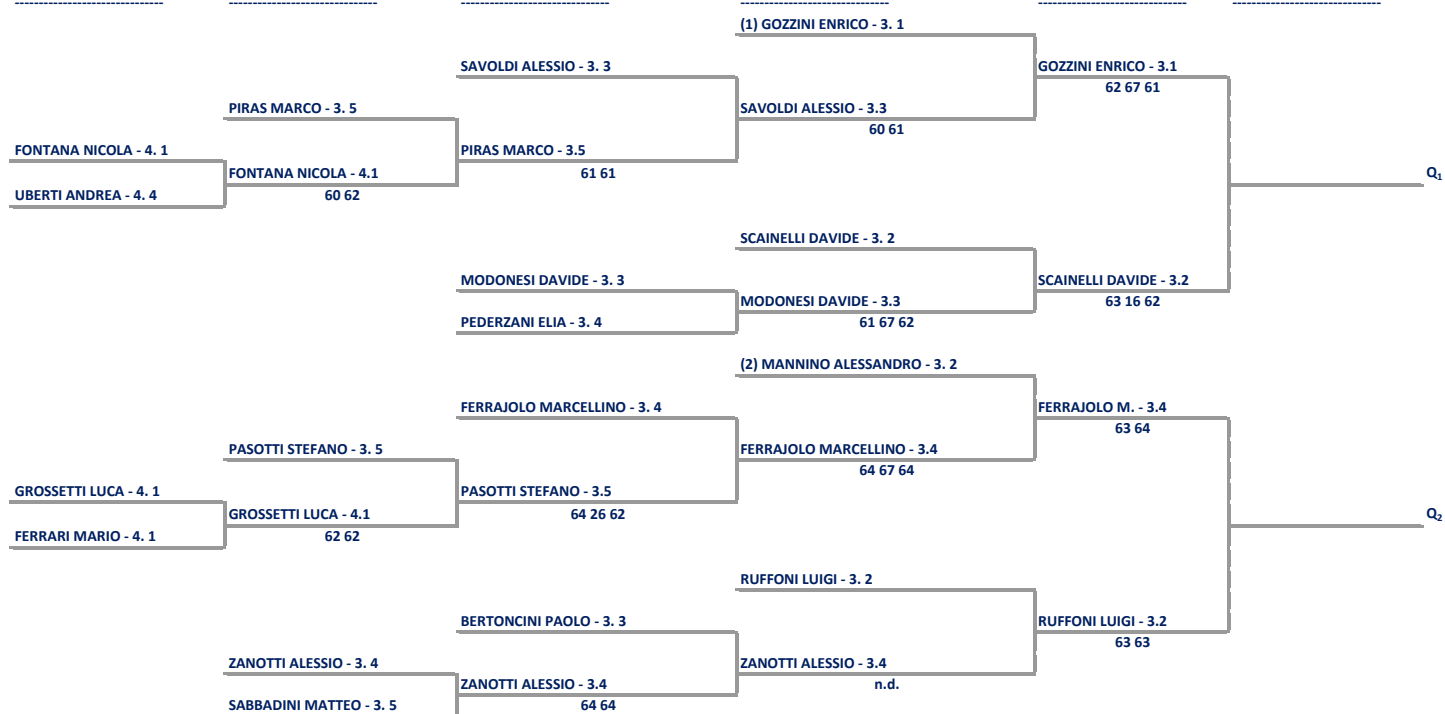 ------------------------------- ------------------------------- ------------------------------- ------------------------------- ------------------------------- -------------------------------
(1) GOZZINI ENRICO - 3. 1
SAVOLDI ALESSIO - 3. 3
GOZZINI ENRICO - 3.1
62 67 61
PIRAS MARCO - 3. 5
SAVOLDI ALESSIO - 3.3
60 61
FONTANA NICOLA - 4. 1
PIRAS MARCO - 3.5
FONTANA NICOLA - 4.1
61 61
Q1
UBERTI ANDREA - 4. 4
60 62
SCAINELLI DAVIDE - 3. 2
MODONESI DAVIDE - 3. 3
SCAINELLI DAVIDE - 3.2
MODONESI DAVIDE - 3.3
63 16 62
PEDERZANI ELIA - 3. 4
61 67 62
(2) MANNINO ALESSANDRO - 3. 2
FERRAJOLO MARCELLINO - 3. 4
FERRAJOLO M. - 3.4
63 64
PASOTTI STEFANO - 3. 5
FERRAJOLO MARCELLINO - 3.4
64 67 64
GROSSETTI LUCA - 4. 1
PASOTTI STEFANO - 3.5
GROSSETTI LUCA - 4.1
64 26 62
Q2
FERRARI MARIO - 4. 1
62 62
RUFFONI LUIGI - 3. 2
BERTONCINI PAOLO - 3. 3
RUFFONI LUIGI - 3.2
63 63
ZANOTTI ALESSIO - 3. 4
ZANOTTI ALESSIO - 3.4
ZANOTTI ALESSIO - 3.4
n.d.
SABBADINI MATTEO - 3. 5
64 64